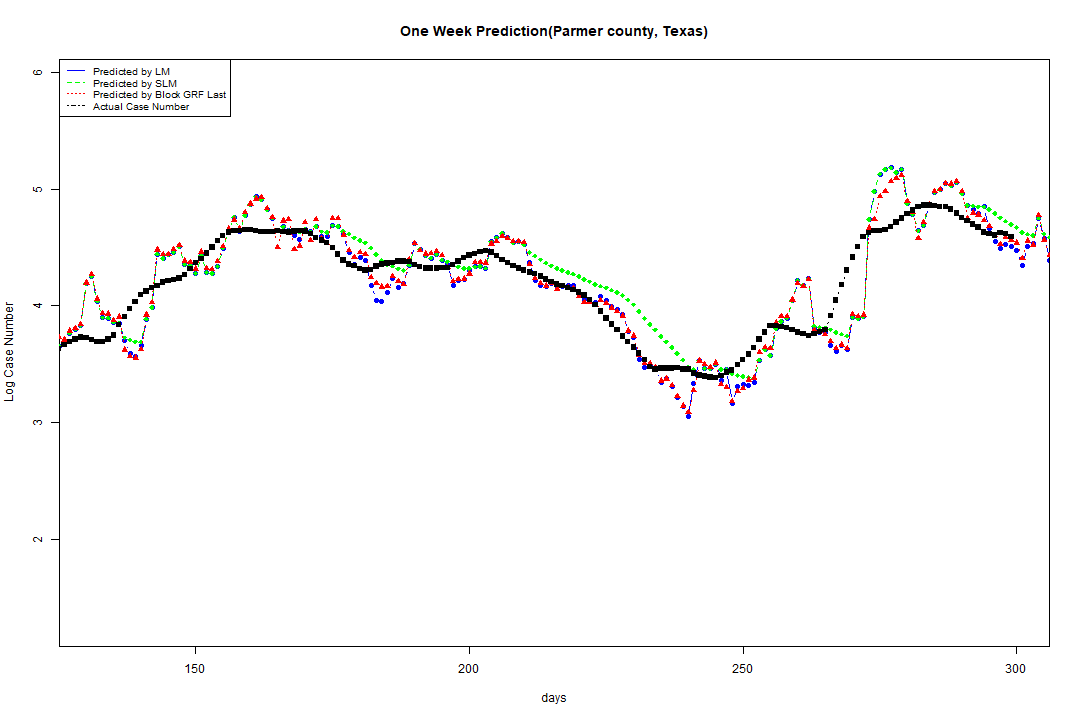 One Week Prediction(Parmer county, Texas)
Predicted by LM
Predicted by SLM
Predicted by Block GRF Last
Actual Case Number
6
5
4
3
2
Log Case Number
150
200
250
300
days